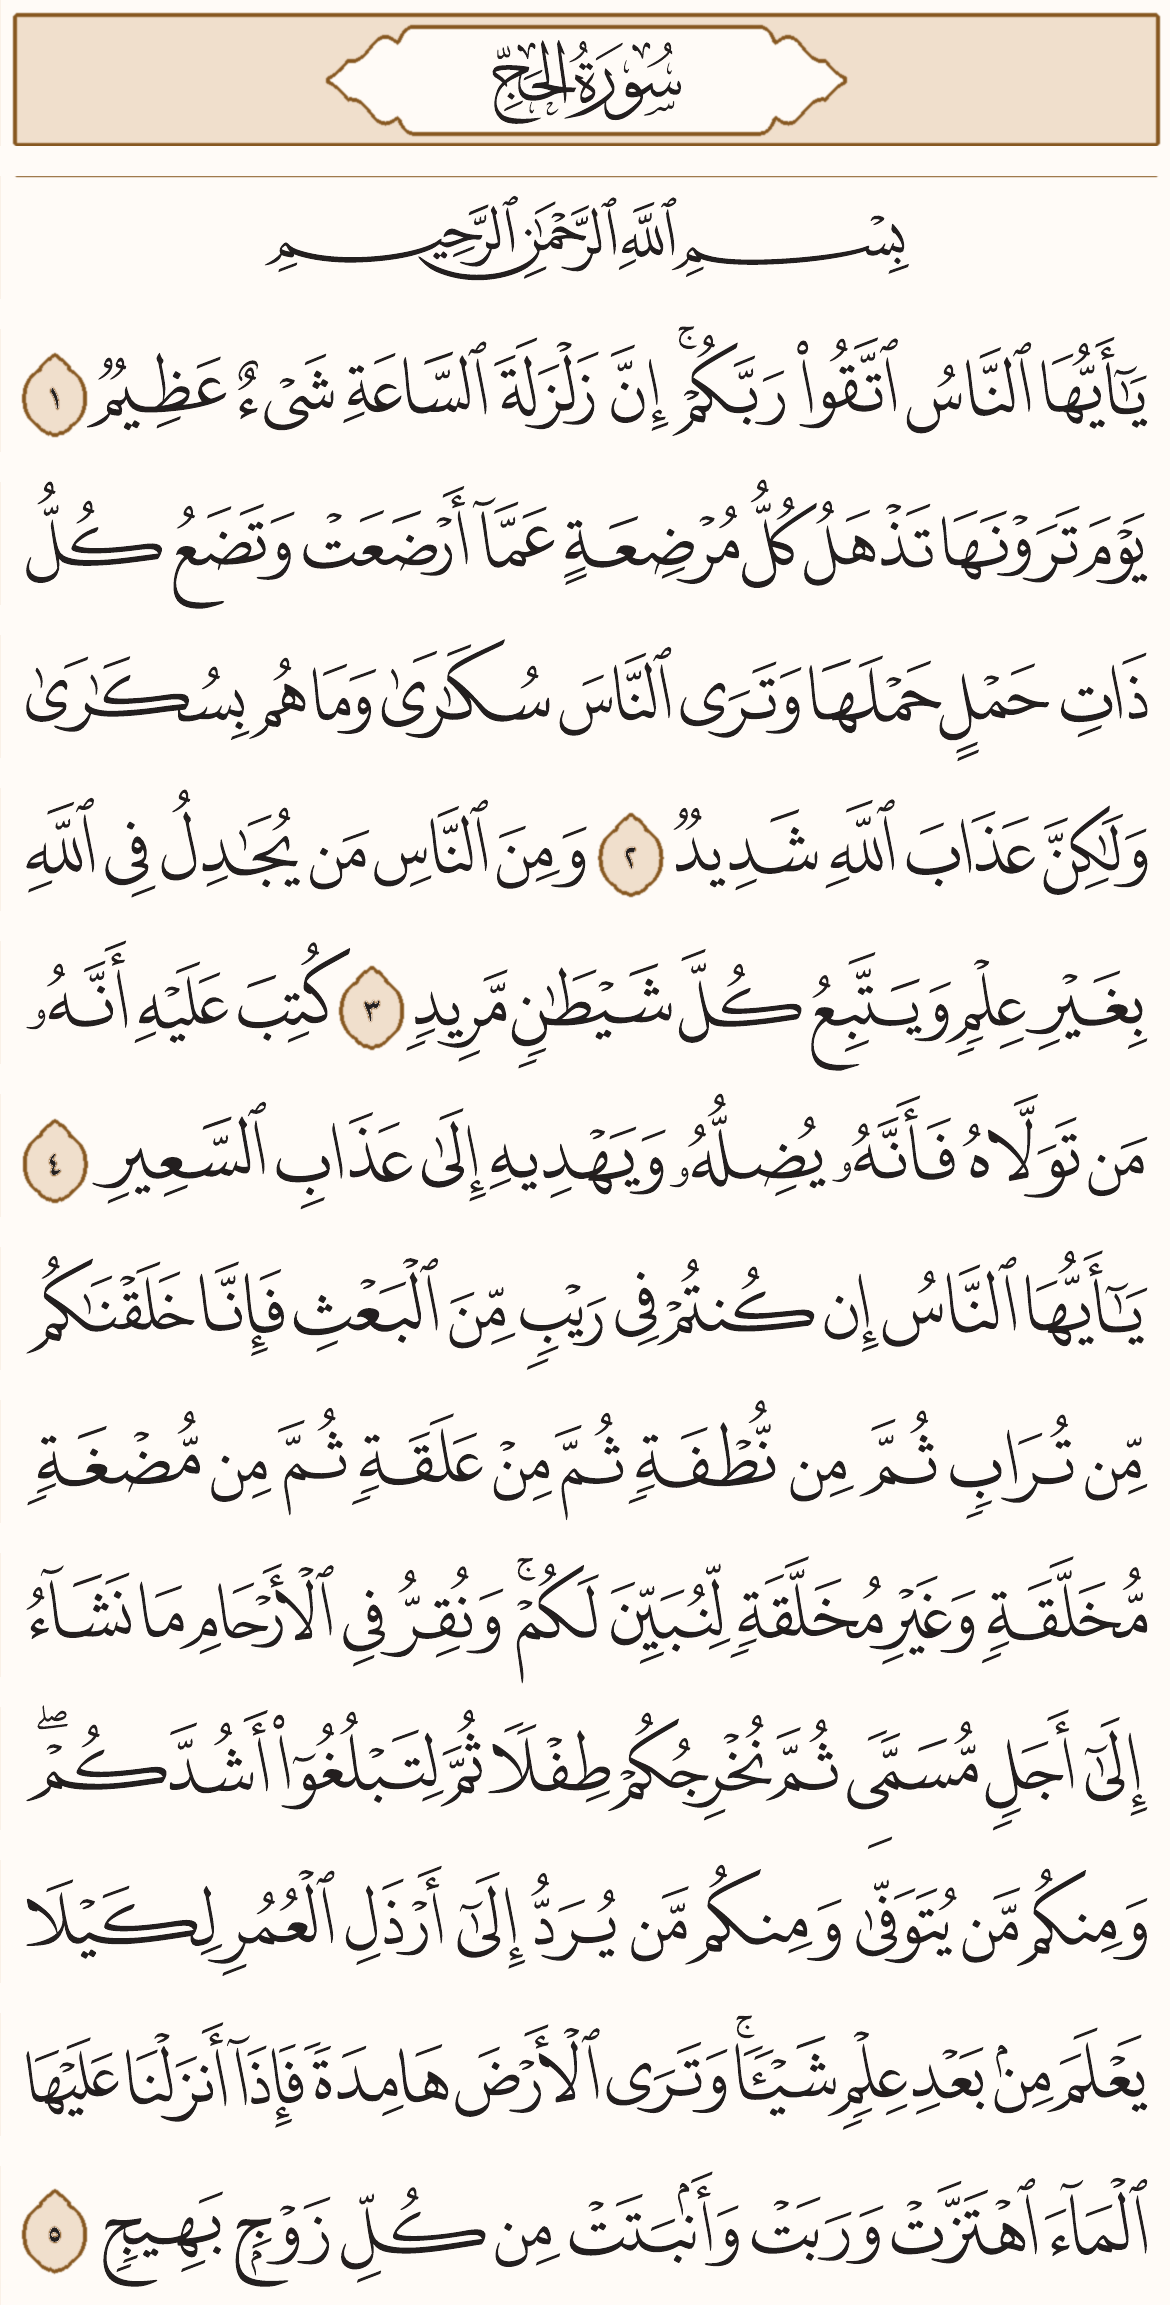 سُورَةُ الحَجِّ
بِسْمِ ٱللَّهِ ٱلرَّحْمَٰنِ ٱلرَّحِيمِ
يَٰٓأَيُّهَا ٱلنَّاسُ ٱتَّقُوا۟ رَبَّكُمْ ۚ إِنَّ زَلْزَلَةَ ٱلسَّاعَةِ شَىْءٌ عَظِيمٌ ١
يَوْمَ تَرَوْنَهَا تَذْهَلُ كُلُّ مُرْضِعَةٍ عَمَّآ أَرْضَعَتْ وَتَضَعُ كُلُّ
ذَاتِ حَمْلٍ حَمْلَهَا وَتَرَى ٱلنَّاسَ سُكَٰرَىٰ وَمَا هُم بِسُكَٰرَىٰ
وَلَٰكِنَّ عَذَابَ ٱللَّهِ شَدِيدٌ ٢ وَمِنَ ٱلنَّاسِ مَن يُجَٰدِلُ فِى ٱللَّهِ
بِغَيْرِ عِلْمٍ وَيَتَّبِعُ كُلَّ شَيْطَٰنٍ مَّرِيدٍ ٣ كُتِبَ عَلَيْهِ أَنَّهُۥ
مَن تَوَلَّاهُ فَأَنَّهُۥ يُضِلُّهُۥ وَيَهْدِيهِ إِلَىٰ عَذَابِ ٱلسَّعِيرِ ٤
يَٰٓأَيُّهَا ٱلنَّاسُ إِن كُنتُمْ فِى رَيْبٍ مِّنَ ٱلْبَعْثِ فَإِنَّا خَلَقْنَٰكُم
مِّن تُرَابٍ ثُمَّ مِن نُّطْفَةٍ ثُمَّ مِنْ عَلَقَةٍ ثُمَّ مِن مُّضْغَةٍ
مُّخَلَّقَةٍ وَغَيْرِ مُخَلَّقَةٍ لِّنُبَيِّنَ لَكُمْ ۚ وَنُقِرُّ فِى ٱلْأَرْحَامِ مَا نَشَآءُ
إِلَىٰٓ أَجَلٍ مُّسَمًّى ثُمَّ نُخْرِجُكُمْ طِفْلًا ثُمَّ لِتَبْلُغُوٓا۟ أَشُدَّكُمْ ۖ
وَمِنكُم مَّن يُتَوَفَّىٰ وَمِنكُم مَّن يُرَدُّ إِلَىٰٓ أَرْذَلِ ٱلْعُمُرِ لِكَيْلَا
يَعْلَمَ مِنۢ بَعْدِ عِلْمٍ شَيْـًٔا ۚ وَتَرَى ٱلْأَرْضَ هَامِدَةً فَإِذَآ أَنزَلْنَا عَلَيْهَا
ٱلْمَآءَ ٱهْتَزَّتْ وَرَبَتْ وَأَنۢبَتَتْ مِن كُلِّ زَوْجٍۭ بَهِيجٍ ٥